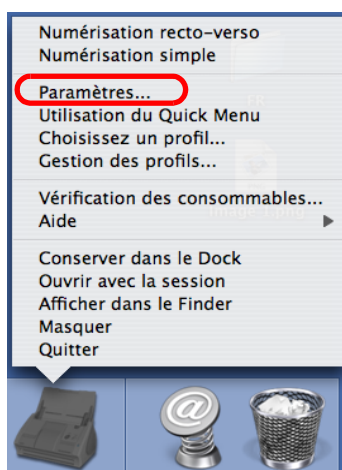 Numérisation recto-verso
Numérisation simple
Paramètres...
Utilisation du Quick Menu
Choisissez un profil...
Gestion des profils...
Vérification des consommables...
Aide
Conserver dans le Dock
Ouvrir avec la session
Afficher dans le Finder
Masquer
Quitter
@